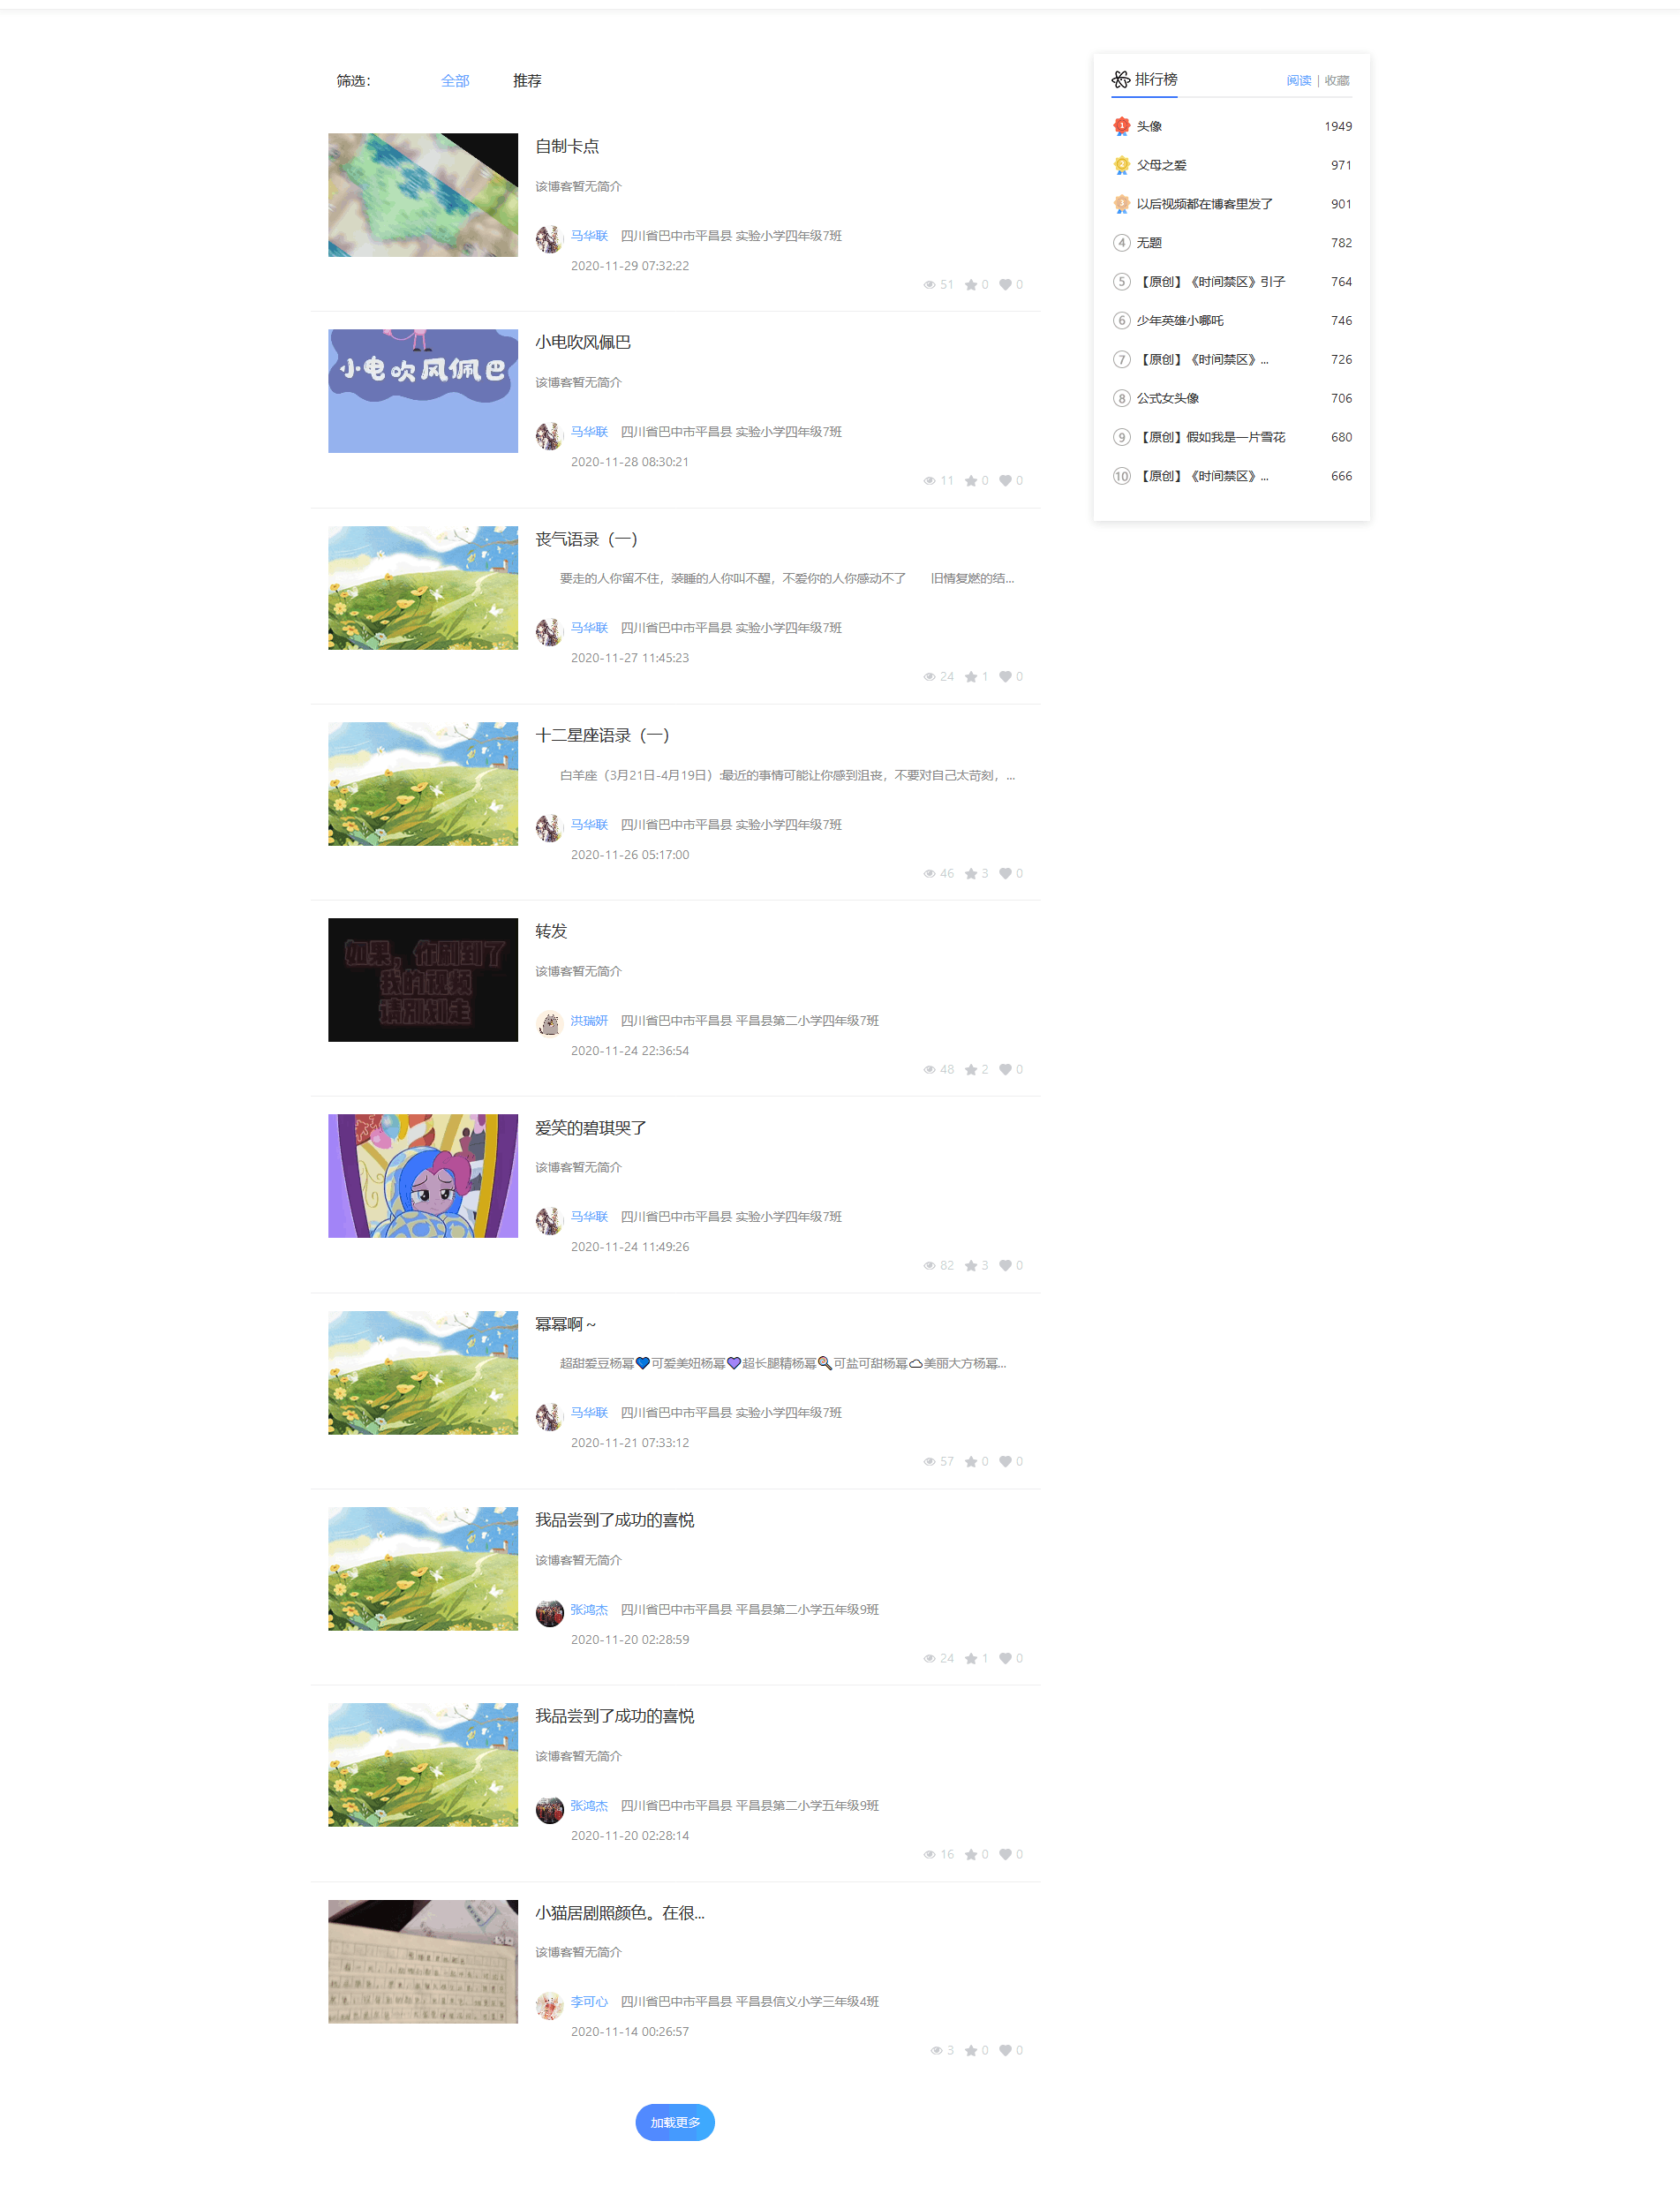 筛选: 全部 推荐
自制卡点
该博客暂无简介
马华联 四川省巴中市平昌县 实验小学四年级7班
2020-11-29 07:32:22
51 0 0
小电吹风佩巴
小电吹风佩巴
该博客暂无简介
马华联 四川省巴中市平昌县 实验小学四年级7班
2020-11-28 08:30:21
11 0 0
丧气语录（一）
要走的人你留不住，装睡的人你叫不醒，不爱你的人你感动不了 旧情复燃的结...
马华联 四川省巴中市平昌县 实验小学四年级7班
2020-11-27 11:45:23
24 1 0
十二星座语录（一）
白羊座（3月21日-4月19日）:最近的事情可能让你感到沮丧，不要对自己太苛刻，...
马华联 四川省巴中市平昌县 实验小学四年级7班
2020-11-26 05:17:00
46 3 0
如果，你刷到了
我的视频
请别划走
转发
该博客暂无简介
洪瑞妍 四川省巴中市平昌县 平昌县第二小学四年级7班
2020-11-24 22:36:54
48 2 0
爱笑的碧琪哭了
该博客暂无简介
马华联 四川省巴中市平昌县 实验小学四年级7班
2020-11-24 11:49:26
82 3 0
幂幂啊～
超甜爱豆杨幂💙可爱美妞杨幂💜超长腿精杨幂🍭可盐可甜杨幂☁美丽大方杨幂...
马华联 四川省巴中市平昌县 实验小学四年级7班
2020-11-21 07:33:12
57 0 0
我品尝到了成功的喜悦
该博客暂无简介
张鸿杰 四川省巴中市平昌县 平昌县第二小学五年级9班
2020-11-20 02:28:59
24 1 0
我品尝到了成功的喜悦
该博客暂无简介
张鸿杰 四川省巴中市平昌县 平昌县第二小学五年级9班
2020-11-20 02:28:14
16 0 0
小猫居剧照颜色。在很...
该博客暂无简介
李可心 四川省巴中市平昌县 平昌县信义小学三年级4班
2020-11-14 00:26:57
3 0 0
加载更多
排行榜 阅读 | 收藏
1 头像 1949
2 父母之爱 971
3 以后视频都在博客里发了 901
4 无题 782
5 【原创】《时间禁区》引子 764
6 少年英雄小哪吒 746
7 【原创】《时间禁区》... 726
8 公式女头像 706
9 【原创】假如我是一片雪花 680
10 【原创】《时间禁区》... 666